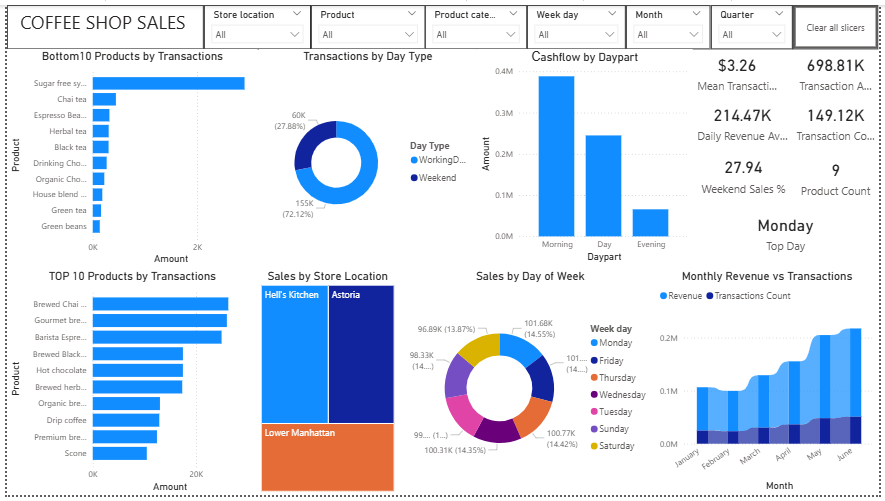 COFFEE SHOP SALES
Store location
All
Product
All
Product cate...
All
Week day
All
Month
All
Quarter
All
Clear all slicers
Bottom10 Products by Transactions
Product
Sugar free sy...
Chai tea
Espresso Bea...
Herbal tea
Black tea
Drinking Cho...
Organic Cho...
House blend ...
Green tea
Green beans
0K
2K
Amount
Transactions by Day Type
60K
(27.88%)
155K
(72.12%)
Day Type
WorkingD...
Weekend
Cashflow by Daypart
Amount
0.4M
0.3M
0.2M
0.1M
0.0M
Morning
Day
Evening
Daypart
$3.26
Mean Transacti...
698.81K
Transaction A...
214.47K
Daily Revenue Av...
149.12K
Transaction Co...
27.94
Weekend Sales %
9
Product Count
Monday
Top Day
TOP 10 Products by Transactions
Product
Brewed Chai ...
Gourmet bre...
Barista Espre...
Brewed Black...
Hot chocolate
Brewed herb...
Organic bre...
Drip coffee
Premium bre...
Scone
0K
20K
Amount
Sales by Store Location
Hell's Kitchen
Astoria
Lower Manhattan
Sales by Day of Week
101.68K
(14.55%)
101....
(14....)
100.77K
(14.42%)
100.31K (14.35%)
99.... (1...)
98.33K
(14....)
96.89K (13.87%)
Week day
Monday
Friday
Thursday
Wednesday
Tuesday
Sunday
Saturday
Monthly Revenue vs Transactions
Revenue
Transactions Count
0.2M
0.1M
0.0M
January
February
March
April
May
June
Month